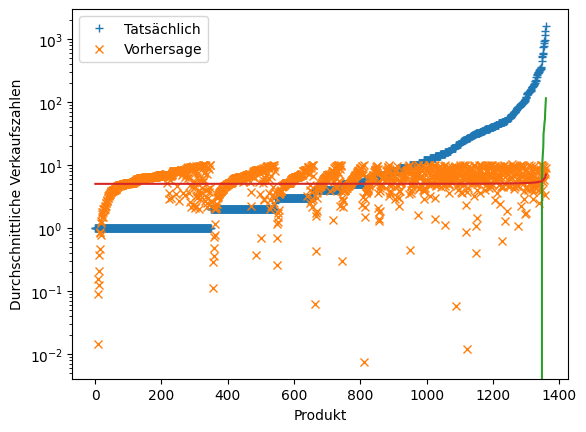 Tatsächlich
Vorhersage
Durchschnittliche Verkaufszahlen
10³
10²
10¹
10⁰
10⁻¹
10⁻²
0 200 400 600 800 1000 1200 1400
Produkt